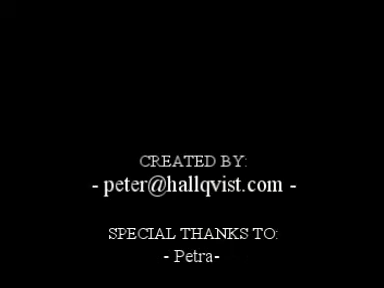 CREATED BY:
- peter@hallqvist.com -
SPECIAL THANKS TO:
- Petra-